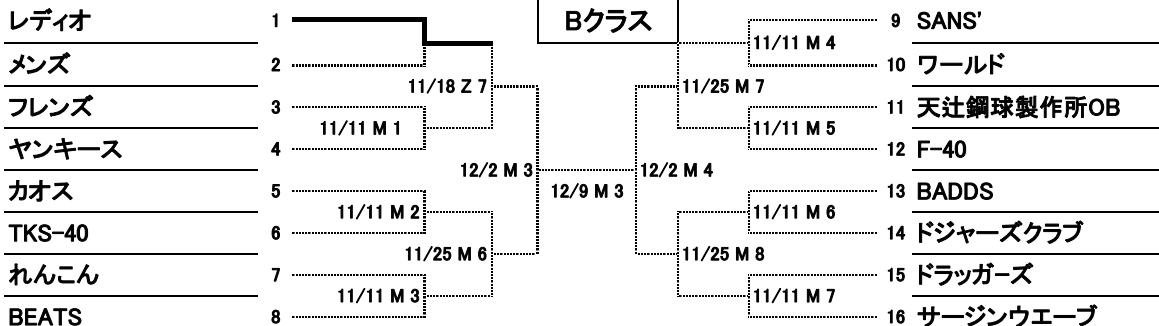 Bクラス
レディオ 1
メンズ 2
11/18 Z 7
フレンズ 3
11/11 M 1
ヤンキース 4
12/2 M 3
カオス 5
11/11 M 2
TKS-40 6
11/25 M 6
れんこん 7
11/11 M 3
BEATS 8
12/9 M 3
9 SANS'
11/11 M 4
10 ワールド
11/25 M 7
11 天辻鋼球製作所OB
11/11 M 5
12 F-40
12/2 M 4
13 BADDS
11/11 M 6
14 ドジャーズクラブ
11/25 M 8
15 ドラッガーズ
11/11 M 7
16 サージンウエーブ